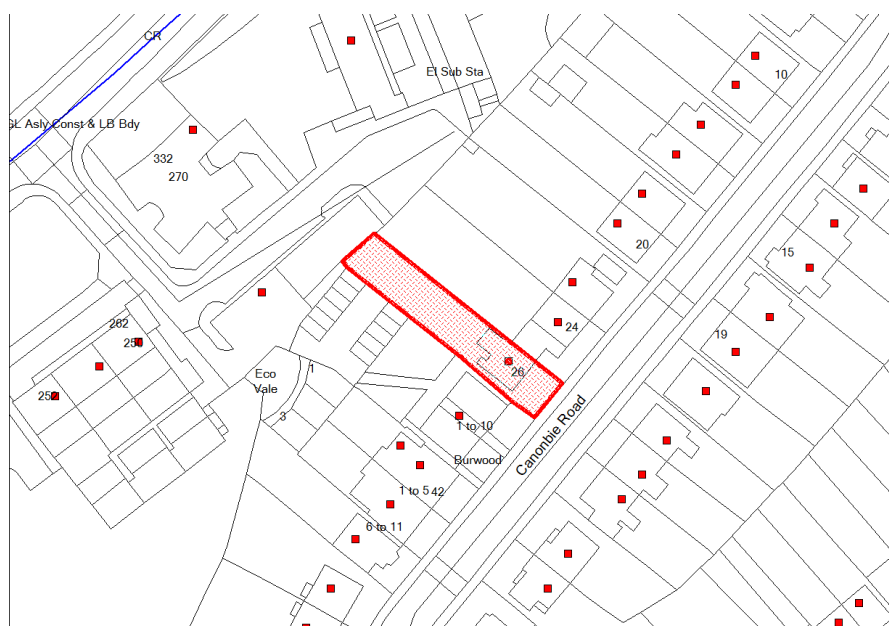 CR
El Sub Sta
10
GL Asly Const & LB Bdy
332
270
20
15
262
24
19
252
Eco
Vale
1
26
3
1 to 10
Canonbie Road
Burwood
1 to 5
42
6 to 11